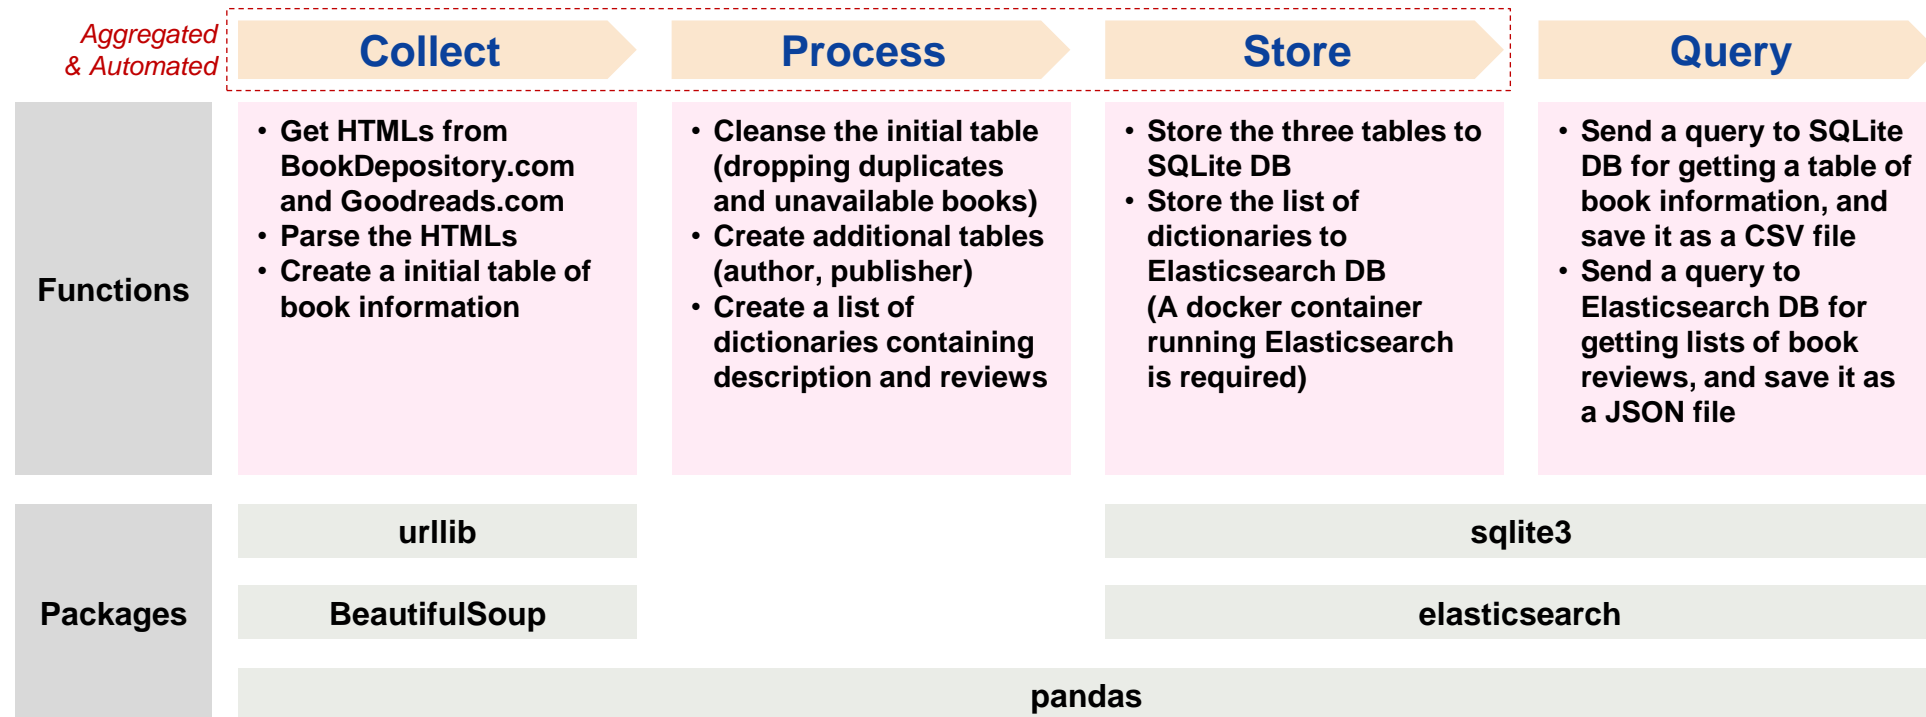 Aggregated
& Automated
Collect
Process
Store
Query
Functions
• Get HTMLs from
BookDepository.com
and Goodreads.com
• Parse the HTMLs
• Create a initial table of
book information
• Cleanse the initial table
(dropping duplicates
and unavailable books)
• Create additional tables
(author, publisher)
• Create a list of
dictionaries containing
description and reviews
• Store the three tables to
SQLite DB
• Store the list of
dictionaries to
Elasticsearch DB
(A docker container
running Elasticsearch
is required)
• Send a query to SQLite
DB for getting a table of
book information, and
save it as a CSV file
• Send a query to
Elasticsearch DB for
getting lists of book
reviews, and save it as
a JSON file
Packages
urllib
sqlite3
BeautifulSoup
elasticsearch
pandas